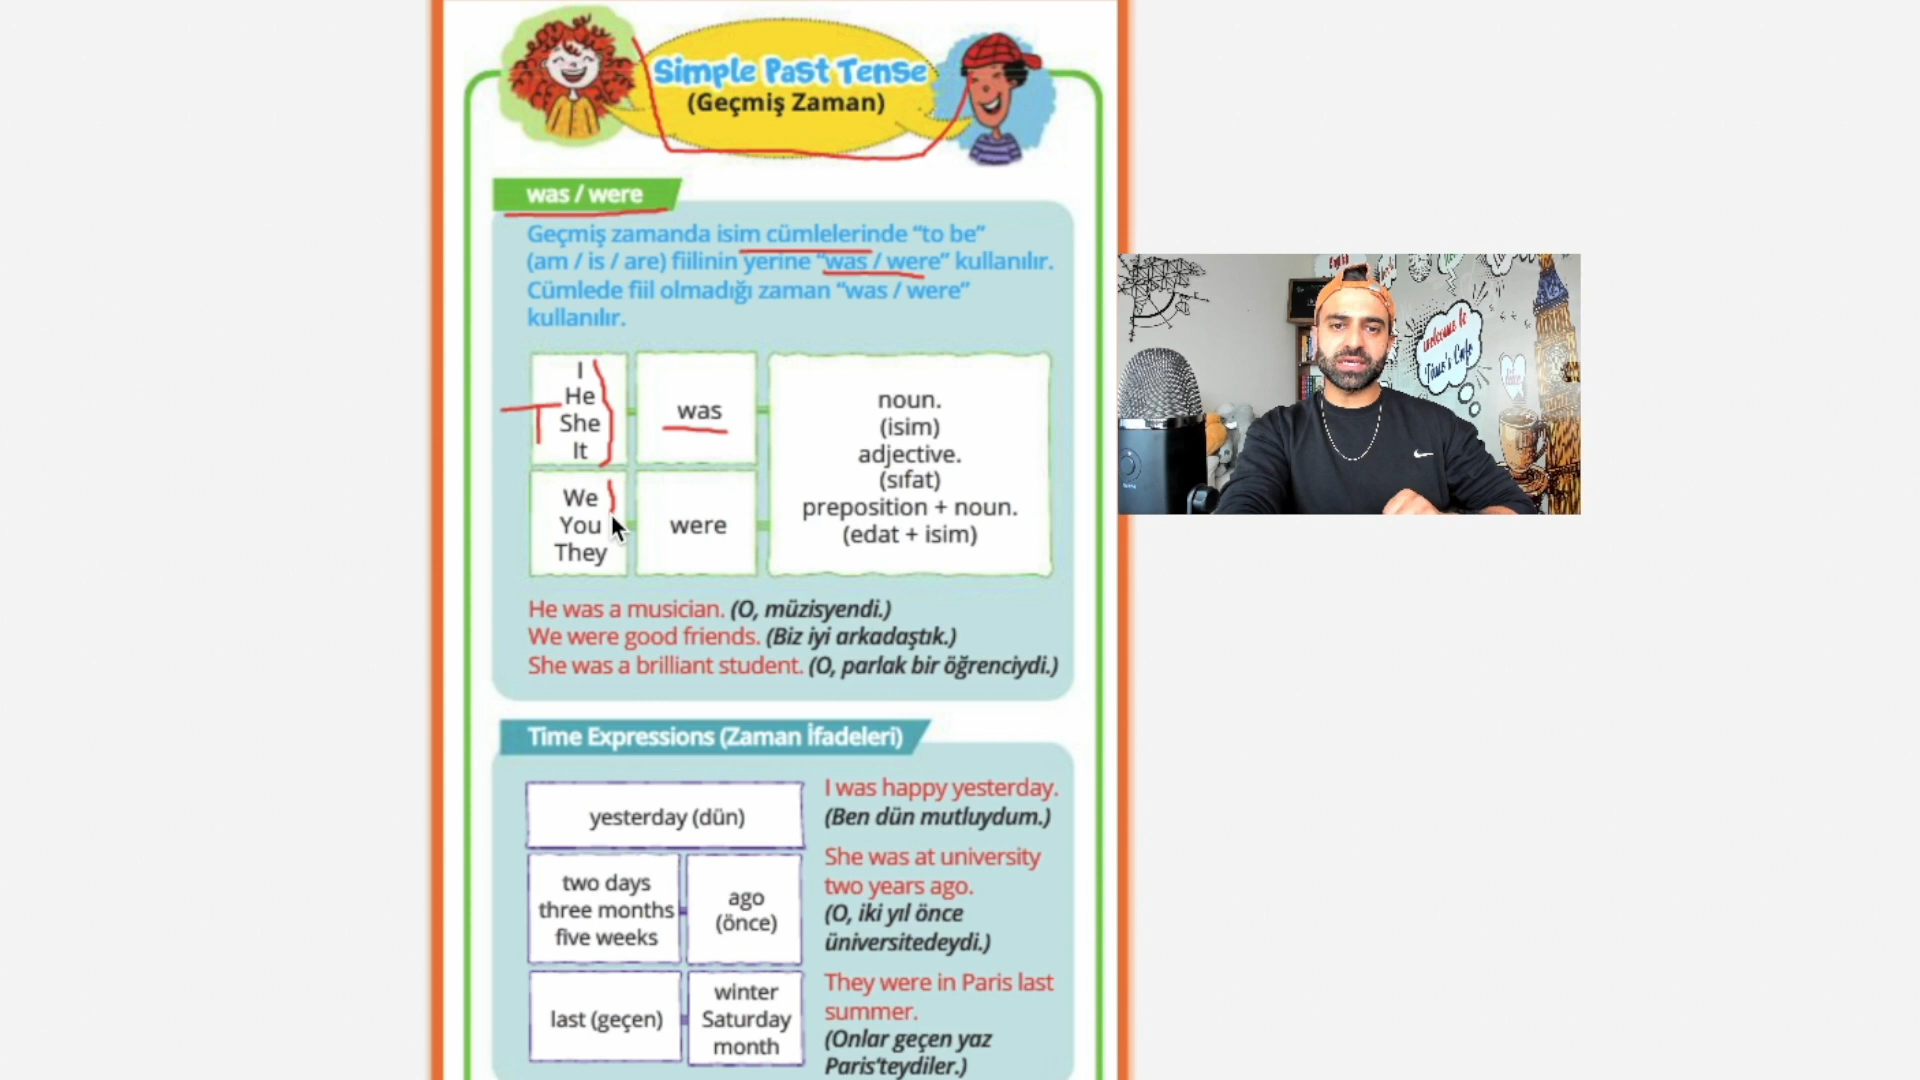 Simple Past Tense
(Geçmiş Zaman)
was / were
Geçmiş zamanda isim cümlelerinde “to be”
(am / is / are) fiilinin yerine “was / were” kullanılır.
Cümlede fiil olmadığı zaman “was / were”
kullanılır.
I
He
She
It
was
We
You
They
were
noun.
(isim)
adjective.
(sıfat)
preposition + noun.
(edat + isim)
He was a musician. (O, müzisyendi.)
We were good friends. (Biz iyi arkadaştık.)
She was a brilliant student. (O, parlak bir öğrenciydi.)
Time Expressions (Zaman İfadeleri)
yesterday (dün)
two days
three months
five weeks
ago
(önce)
last (geçen)
winter
Saturday
month
I was happy yesterday.
(Ben dün mutluydum.)
She was at university
two years ago.
(O, iki yıl önce
üniversitedeydi.)
They were in Paris last
summer.
(Onlar geçen yaz
Paris'teydiler.)
welcome to
Time's Cafe